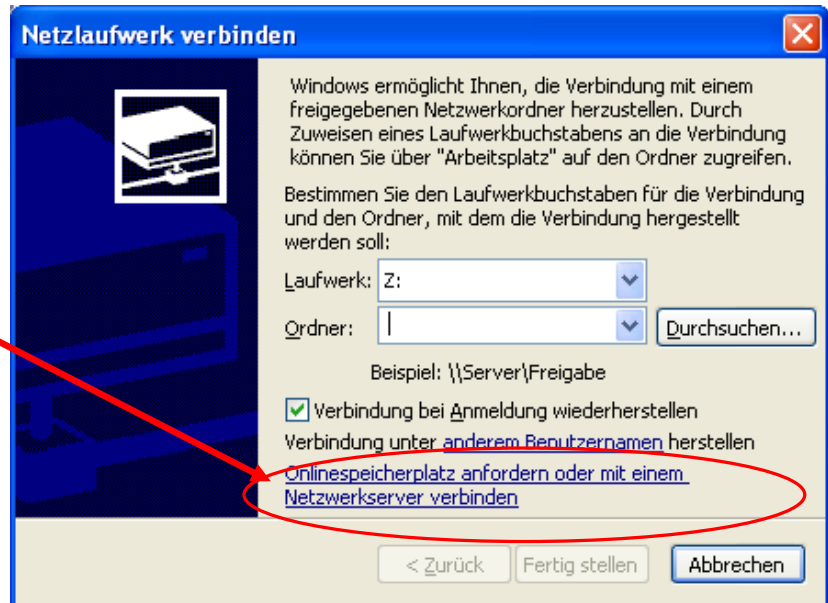 Netzlaufwerk verbinden
Windows ermöglicht Ihnen, die Verbindung mit einem
freigegebenen Netzwerkordner herzustellen. Durch
Zuweisen eines Laufwerkbuchstabens an die Verbindung
können Sie über "Arbeitsplatz" auf den Ordner zugreifen.
Bestimmen Sie den Laufwerkbuchstaben für die Verbindung
und den Ordner, mit dem die Verbindung hergestellt
werden soll:
Laufwerk: Z:
Ordner: Durchsuchen...
Beispiel: \\Server\Freigabe
Verbindung bei Anmeldung wiederherstellen
Verbindung unter anderem Benutzernamen herstellen
Onlinespeicherplatz anfordern oder mit einem
Netzwerkserver verbinden
< Zurück Fertig stellen Abbrechen